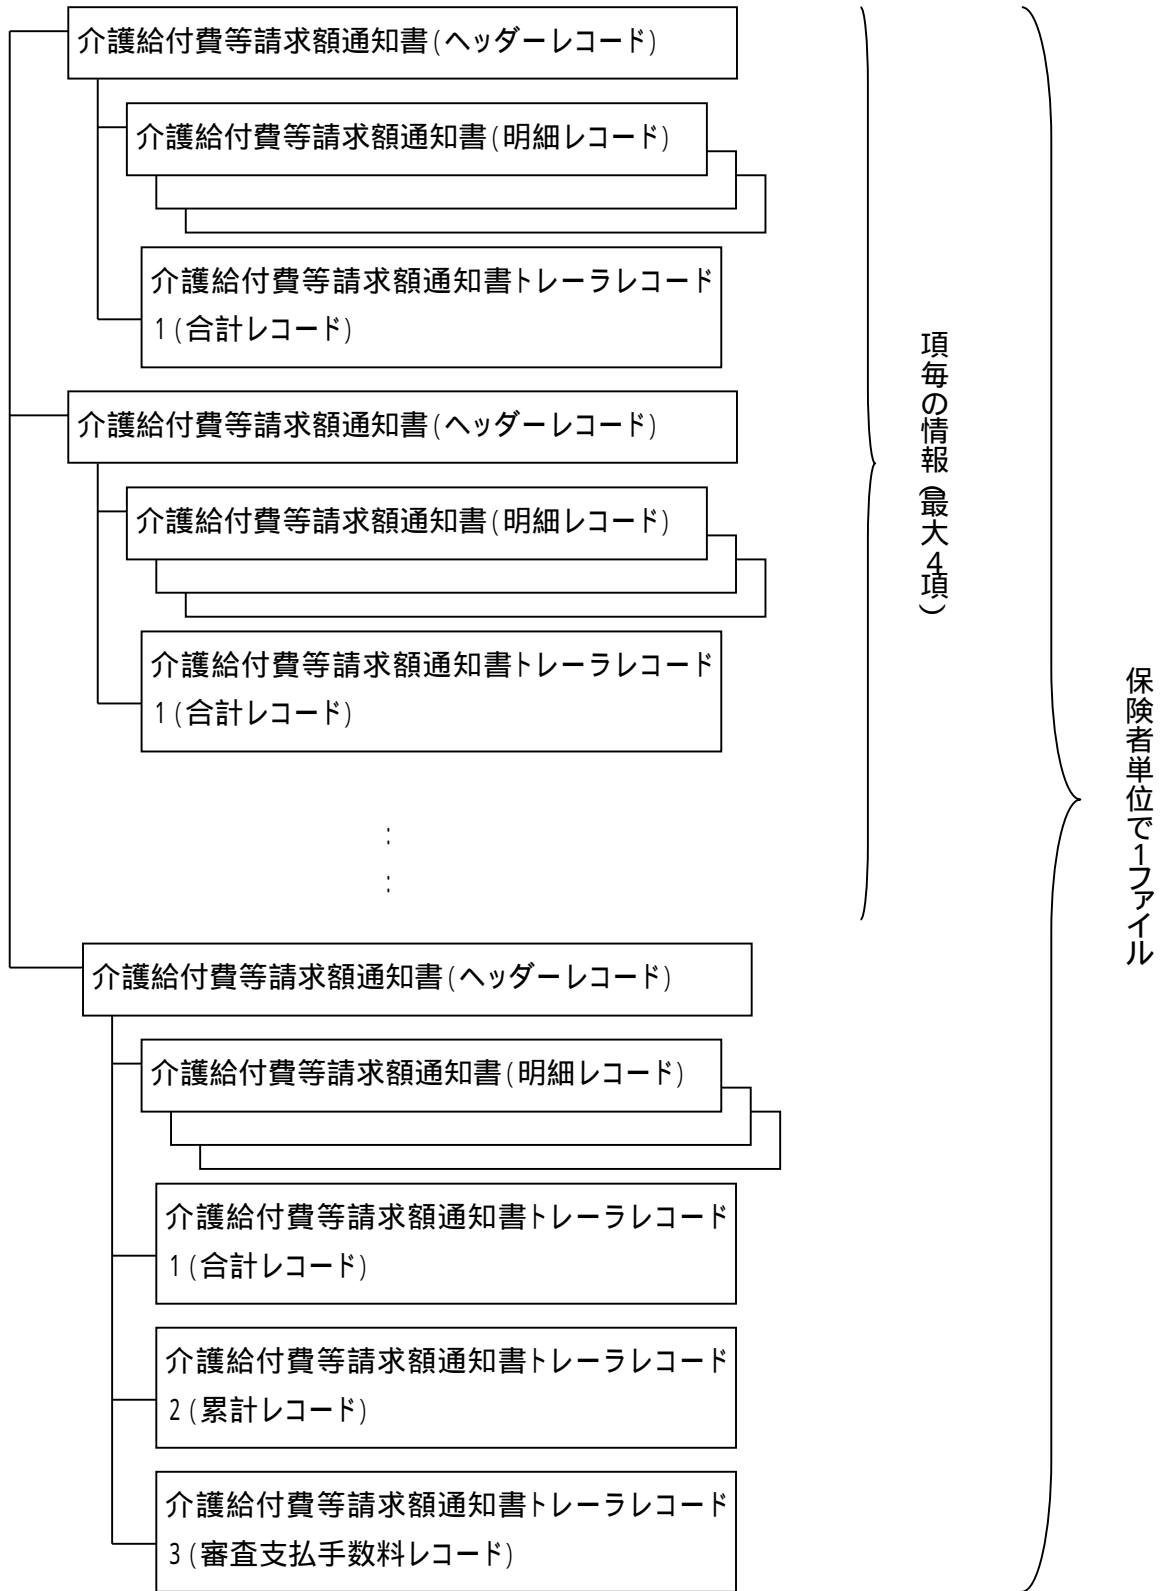 介護給付費等請求額通知書(ヘッダーレコード)
介護給付費等請求額通知書(明細レコード)
介護給付費等請求額通知書トレーラレコード
1(合計レコード)
介護給付費等請求額通知書(ヘッダーレコード)
介護給付費等請求額通知書(明細レコード)
介護給付費等請求額通知書トレーラレコード
1(合計レコード)
:
:
介護給付費等請求額通知書(ヘッダーレコード)
介護給付費等請求額通知書(明細レコード)
介護給付費等請求額通知書トレーラレコード
1(合計レコード)
介護給付費等請求額通知書トレーラレコード
2(累計レコード)
介護給付費等請求額通知書トレーラレコード
3(審査支払手数料レコード)
項毎の情報(最大4項)
保険者単位で1ファイル